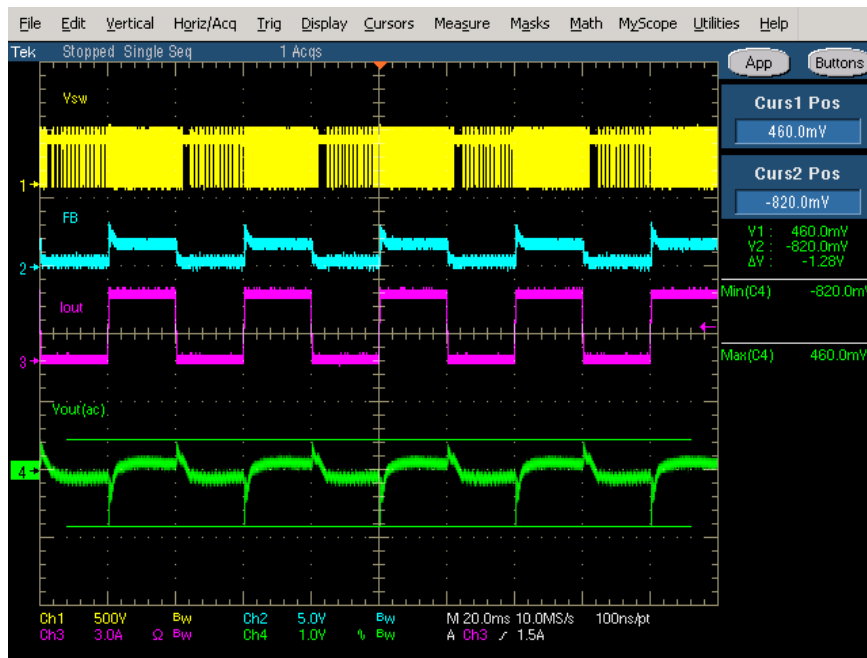 File Edit Vertical Horiz/Acq Trig Display Cursors Measure Masks Math MyScope Utilities Help
Tek Stopped Single Seq 1 Acqs
App Buttons
Curs1 Pos
460.0mV
Curs2 Pos
-820.0mV
V1 : 460.0mV
V2 : -820.0mV
ΔV : -1.28V
Min(C4) -820.0mV
Max(C4) 460.0mV
Vsw
1
FB
2
Iout
3
Vout(ac)
4
Ch1 500V Bw Ch2 5.0V Bw M 20.0ms 10.0MS/s 100ns/pt
Ch3 3.0A Ω Bw Ch4 1.0V % Bw A Ch3 / 1.5A